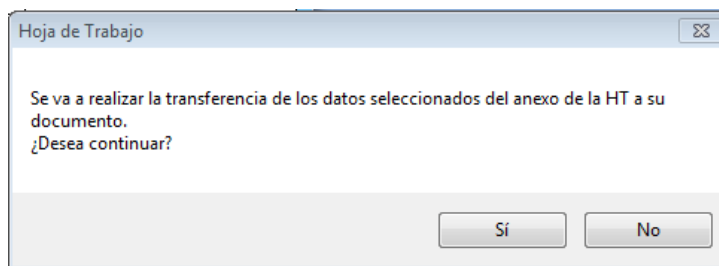 Hoja de Trabajo
Se va a realizar la transferencia de los datos seleccionados del anexo de la HT a su
documento.
¿Desea continuar?
Sí
No